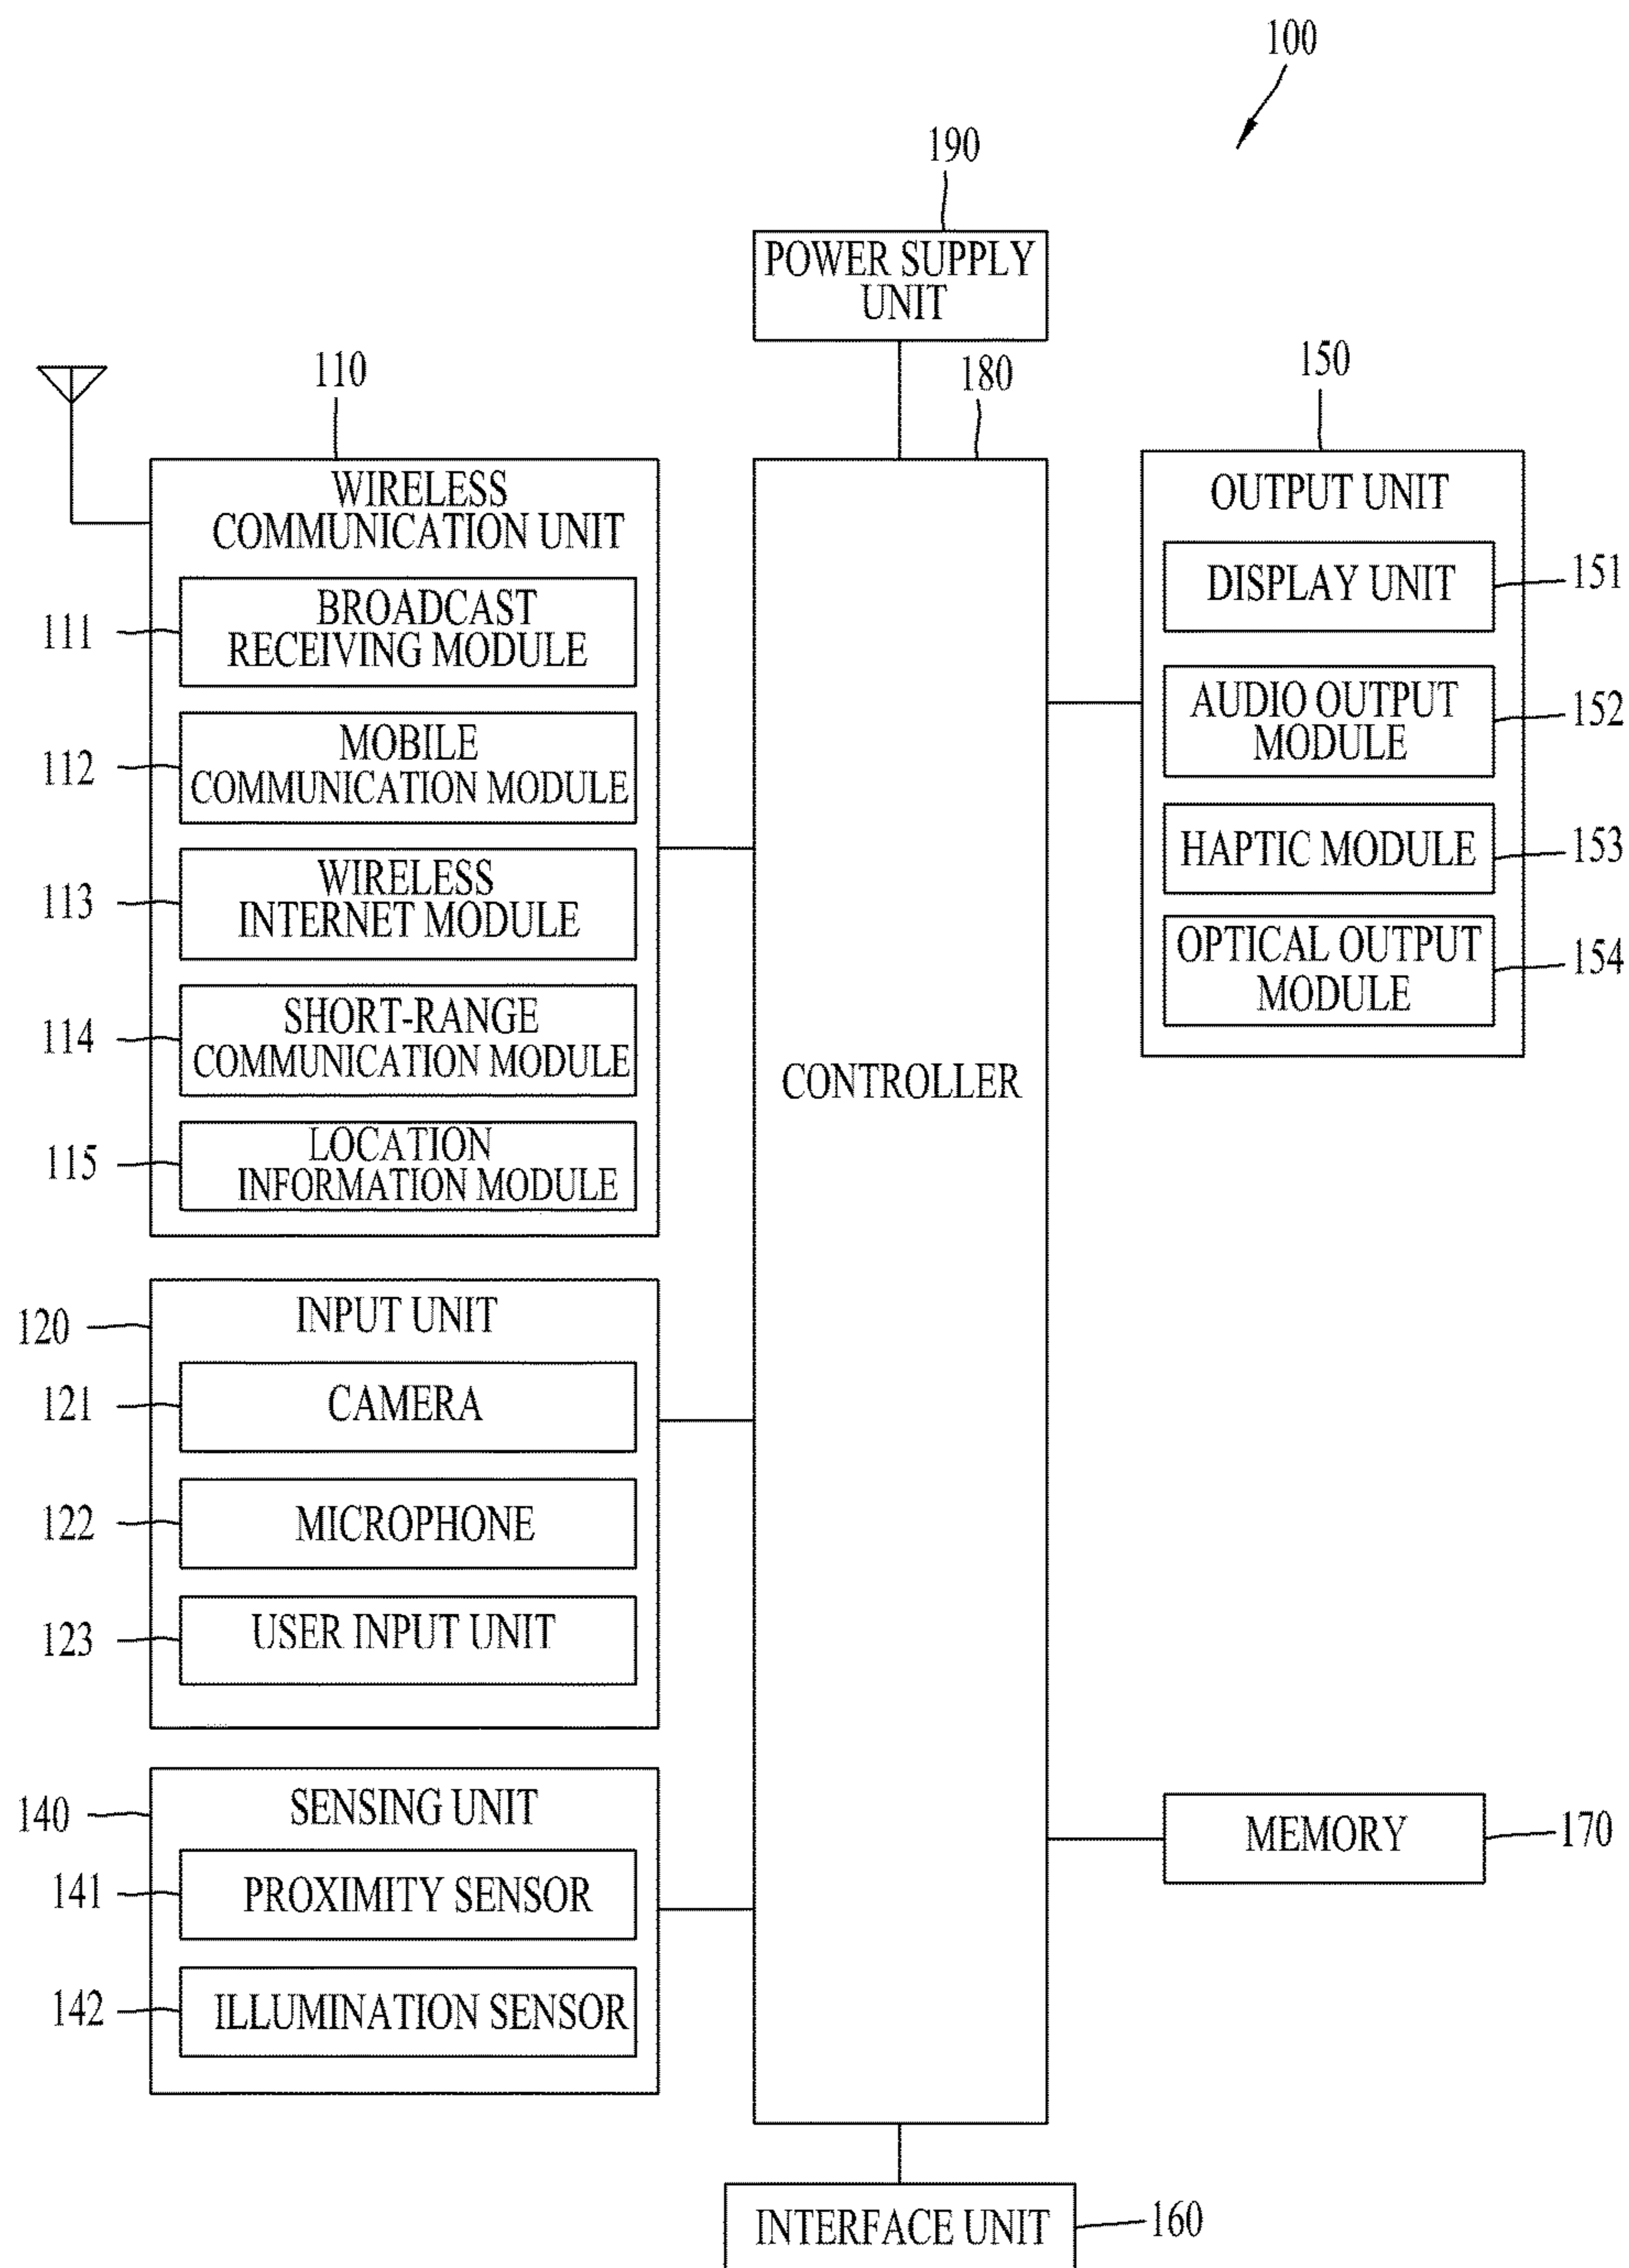 100
190
POWER SUPPLY
UNIT
110
180
150
WIRELESS
COMMUNICATION UNIT
111
BROADCAST
RECEIVING MODULE
112
MOBILE
COMMUNICATION MODULE
113
WIRELESS
INTERNET MODULE
114
SHORT-RANGE
COMMUNICATION MODULE
115
LOCATION
INFORMATION MODULE
120
INPUT UNIT
121
CAMERA
122
MICROPHONE
123
USER INPUT UNIT
140
SENSING UNIT
141
PROXIMITY SENSOR
142
ILLUMINATION SENSOR
CONTROLLER
OUTPUT UNIT
DISPLAY UNIT
151
AUDIO OUTPUT
MODULE
152
HAPTIC MODULE
153
OPTICAL OUTPUT
MODULE
154
MEMORY
170
INTERFACE UNIT
160